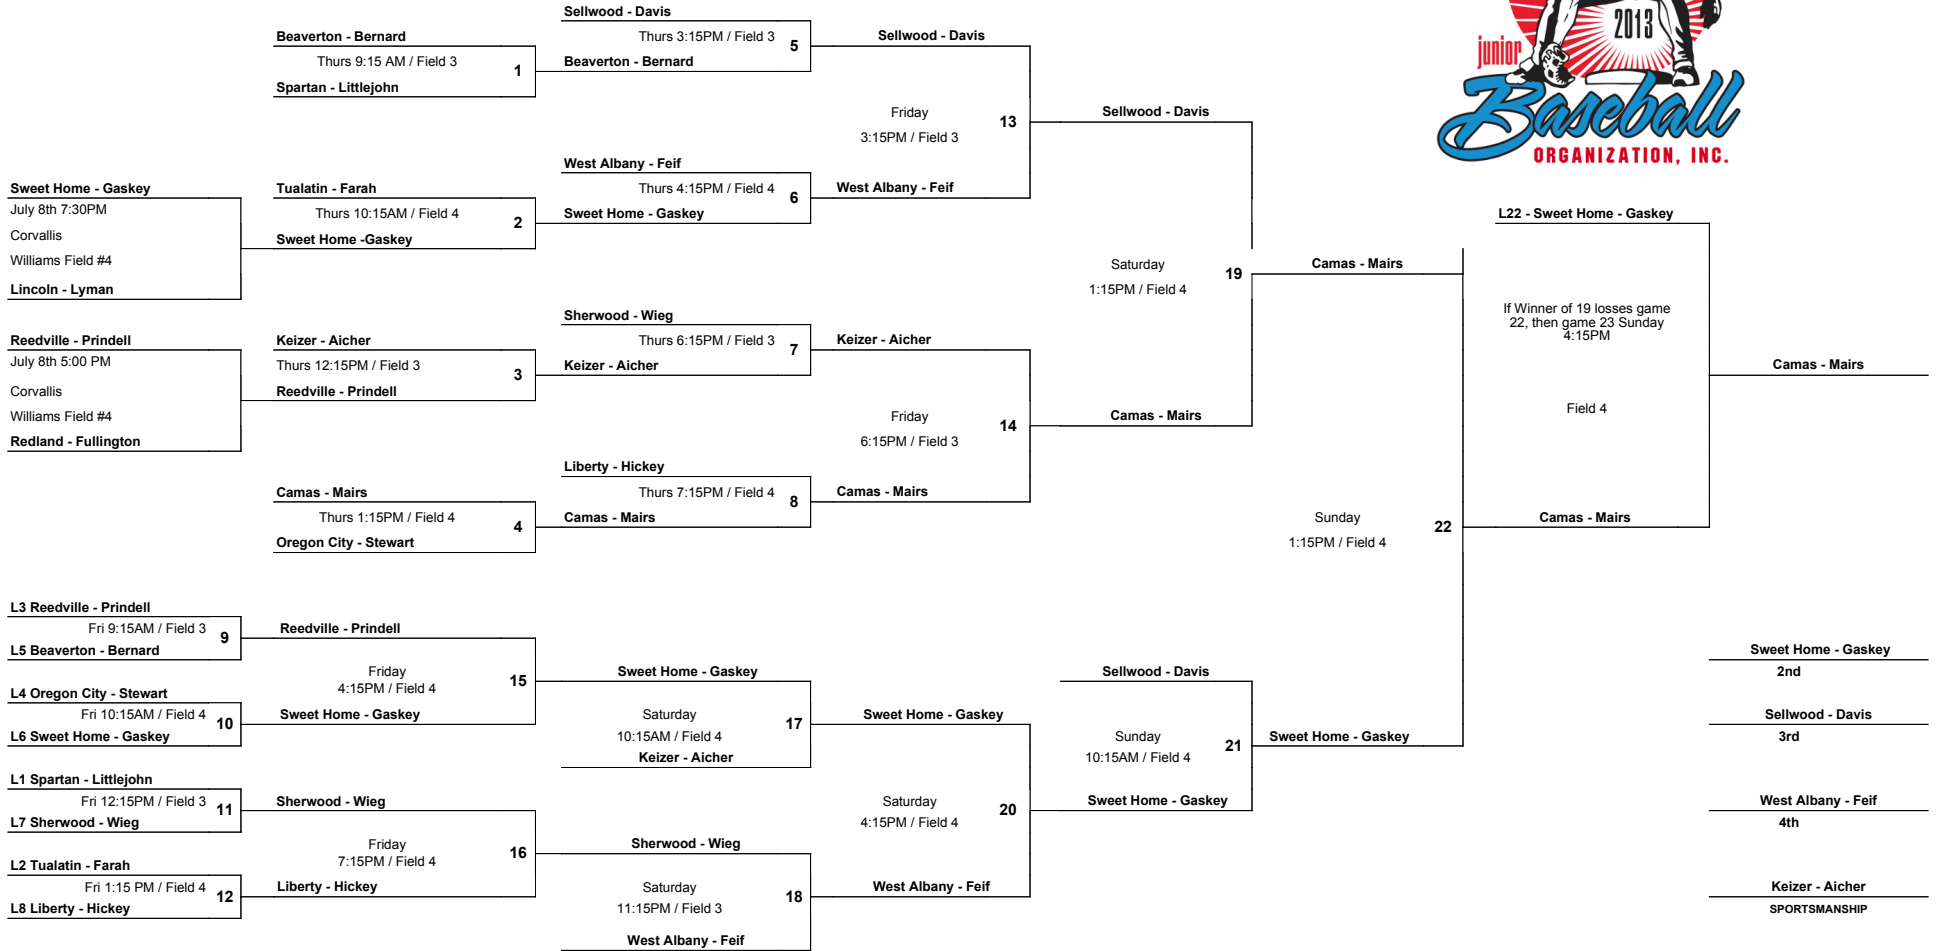 2013
junior
Baseball
ORGANIZATION, INC.
Sellwood - Davis
Thurs 3:15PM / Field 3
5
Beaverton - Bernard
Beaverton - Bernard
Thurs 9:15 AM / Field 3
1
Spartan - Littlejohn
Sellwood - Davis
Friday
3:15PM / Field 3
13
Sellwood - Davis
West Albany - Feif
Thurs 4:15PM / Field 4
6
Sweet Home - Gaskey
West Albany - Feif
Sweet Home - Gaskey
July 8th 7:30PM
Corvallis
Williams Field #4
Lincoln - Lyman
Tualatin - Farah
Thurs 10:15AM / Field 4
2
Sweet Home -Gaskey
L22 - Sweet Home - Gaskey
Saturday
1:15PM / Field 4
19
Camas - Mairs
If Winner of 19 losses game
22, then game 23 Sunday
4:15PM
Field 4
Camas - Mairs
Sherwood - Wieg
Thurs 6:15PM / Field 3
7
Keizer - Aicher
Keizer - Aicher
Reedville - Prindell
July 8th 5:00 PM
Corvallis
Williams Field #4
Redland - Fullington
Keizer - Aicher
Thurs 12:15PM / Field 3
3
Reedville - Prindell
Friday
6:15PM / Field 3
14
Camas - Mairs
Liberty - Hickey
Thurs 7:15PM / Field 4
8
Camas - Mairs
Camas - Mairs
Camas - Mairs
Thurs 1:15PM / Field 4
4
Oregon City - Stewart
Sunday
1:15PM / Field 4
22
Camas - Mairs
L3 Reedville - Prindell
Fri 9:15AM / Field 3
9
L5 Beaverton - Bernard
Reedville - Prindell
Friday
4:15PM / Field 4
15
Sweet Home - Gaskey
L4 Oregon City - Stewart
Fri 10:15AM / Field 4
10
L6 Sweet Home - Gaskey
Sweet Home - Gaskey
Saturday
10:15AM / Field 4
17
Keizer - Aicher
Sweet Home - Gaskey
Sellwood - Davis
Sunday
10:15AM / Field 4
21
Sweet Home - Gaskey
Sweet Home - Gaskey
L1 Spartan - Littlejohn
Fri 12:15PM / Field 3
11
L7 Sherwood - Wieg
Sherwood - Wieg
Friday
7:15PM / Field 4
16
Liberty - Hickey
L2 Tualatin - Farah
Fri 1:15 PM / Field 4
12
L8 Liberty - Hickey
Saturday
4:15PM / Field 4
20
Sherwood - Wieg
Saturday
11:15PM / Field 3
18
West Albany - Feif
West Albany - Feif
Sweet Home - Gaskey
2nd
Sellwood - Davis
3rd
West Albany - Feif
4th
Keizer - Aicher
SPORTSMANSHIP